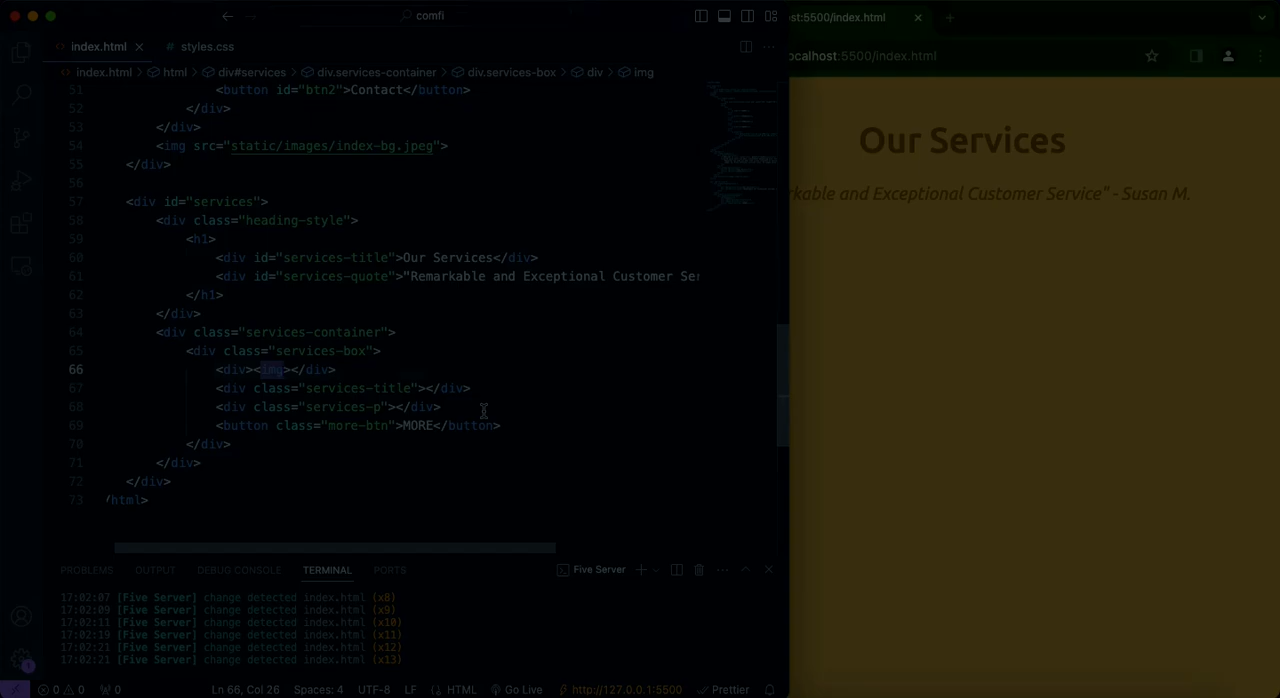 comfi
index.html
styles.css
index.html > html > div#services > div.services-container > div.services-box > div > img
51 <button id="btn2">Contact</button>
52 </div>
53 </div>
54 <img src="static/images/index-bg.jpeg">
55 </div>
56
57 <div id="services">
58 <div class="heading-style">
59 <h1>
60 <div id="services-title">Our Services</div>
61 <div id="services-quote">"Remarkable and Exceptional Customer Ser
62 </h1>
63 </div>
64 <div class="services-container">
65 <div class="services-box">
66 <div><img></div>
67 <div class="services-title"></div>
68 <div class="services-p"></div>
69 <button class="more-btn">MORE</button>
70 </div>
71 </div>
72 </div>
73 /html>
PROBLEMS OUTPUT DEBUG CONSOLE TERMINAL PORTS Five Server
17:02:07 [Five Server] change detected index.html (x8)
17:02:09 [Five Server] change detected index.html (x9)
17:02:11 [Five Server] change detected index.html (x10)
17:02:19 [Five Server] change detected index.html (x11)
17:02:21 [Five Server] change detected index.html (x12)
17:02:21 [Five Server] change detected index.html (x13)
0 0 0 Ln 66, Col 26 Spaces: 4 UTF-8 LF HTML Go Live http://127.0.0.1:5500 Prettier
st:5500/index.html
ocalhost:5500/index.html
Our Services
rkable and Exceptional Customer Service" - Susan M.